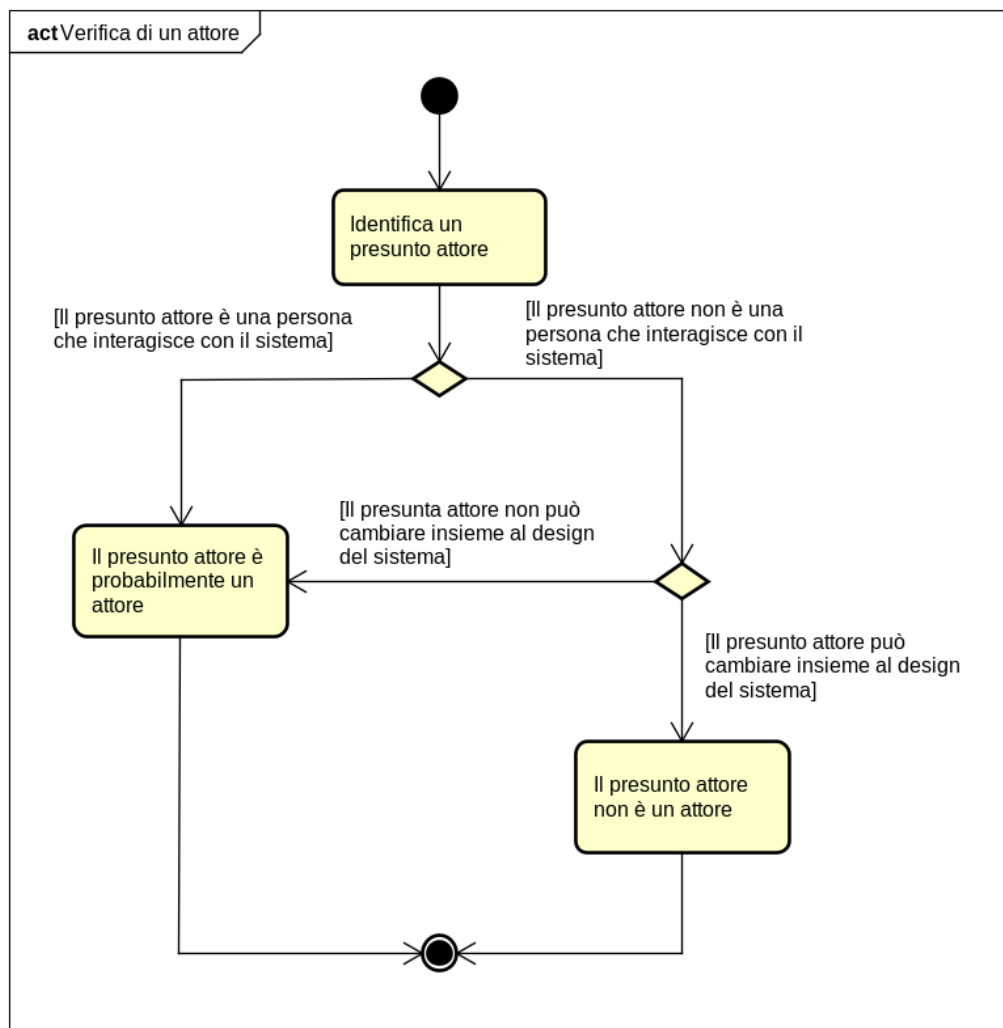 act Verifica di un attore
Identifica un
presunto attore
[Il presunto attore è una persona
che interagisce con il sistema]
[Il presunto attore non è una
persona che interagisce con il
sistema]
[Il presunta attore non può
cambiare insieme al design
del sistema]
Il presunto attore è
probabilmente un
attore
[Il presunto attore può
cambiare insieme al design
del sistema]
Il presunto attore
non è un attore